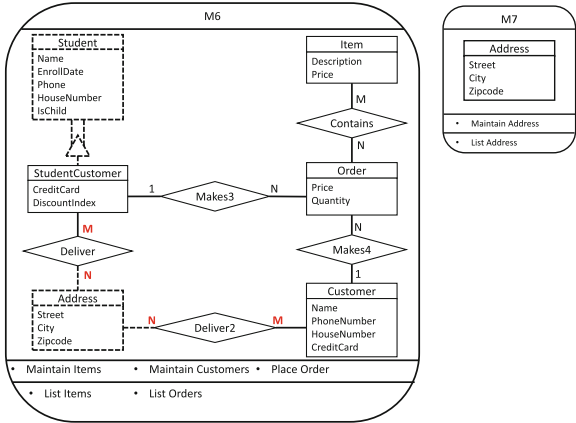 M6
Student
Name
EnrollDate
Phone
HouseNumber
IsChild
Item
Description
Price
M
Contains
N
StudentCustomer
CreditCard
DiscountIndex
1
Makes3
N
Order
Price
Quantity
M
Deliver
N
N
Makes4
1
Address
Street
City
Zipcode
N
Deliver2
M
Customer
Name
PhoneNumber
HouseNumber
CreditCard
• Maintain Items • Maintain Customers • Place Order
• List Items • List Orders
M7
Address
Street
City
Zipcode
• Maintain Address
• List Address